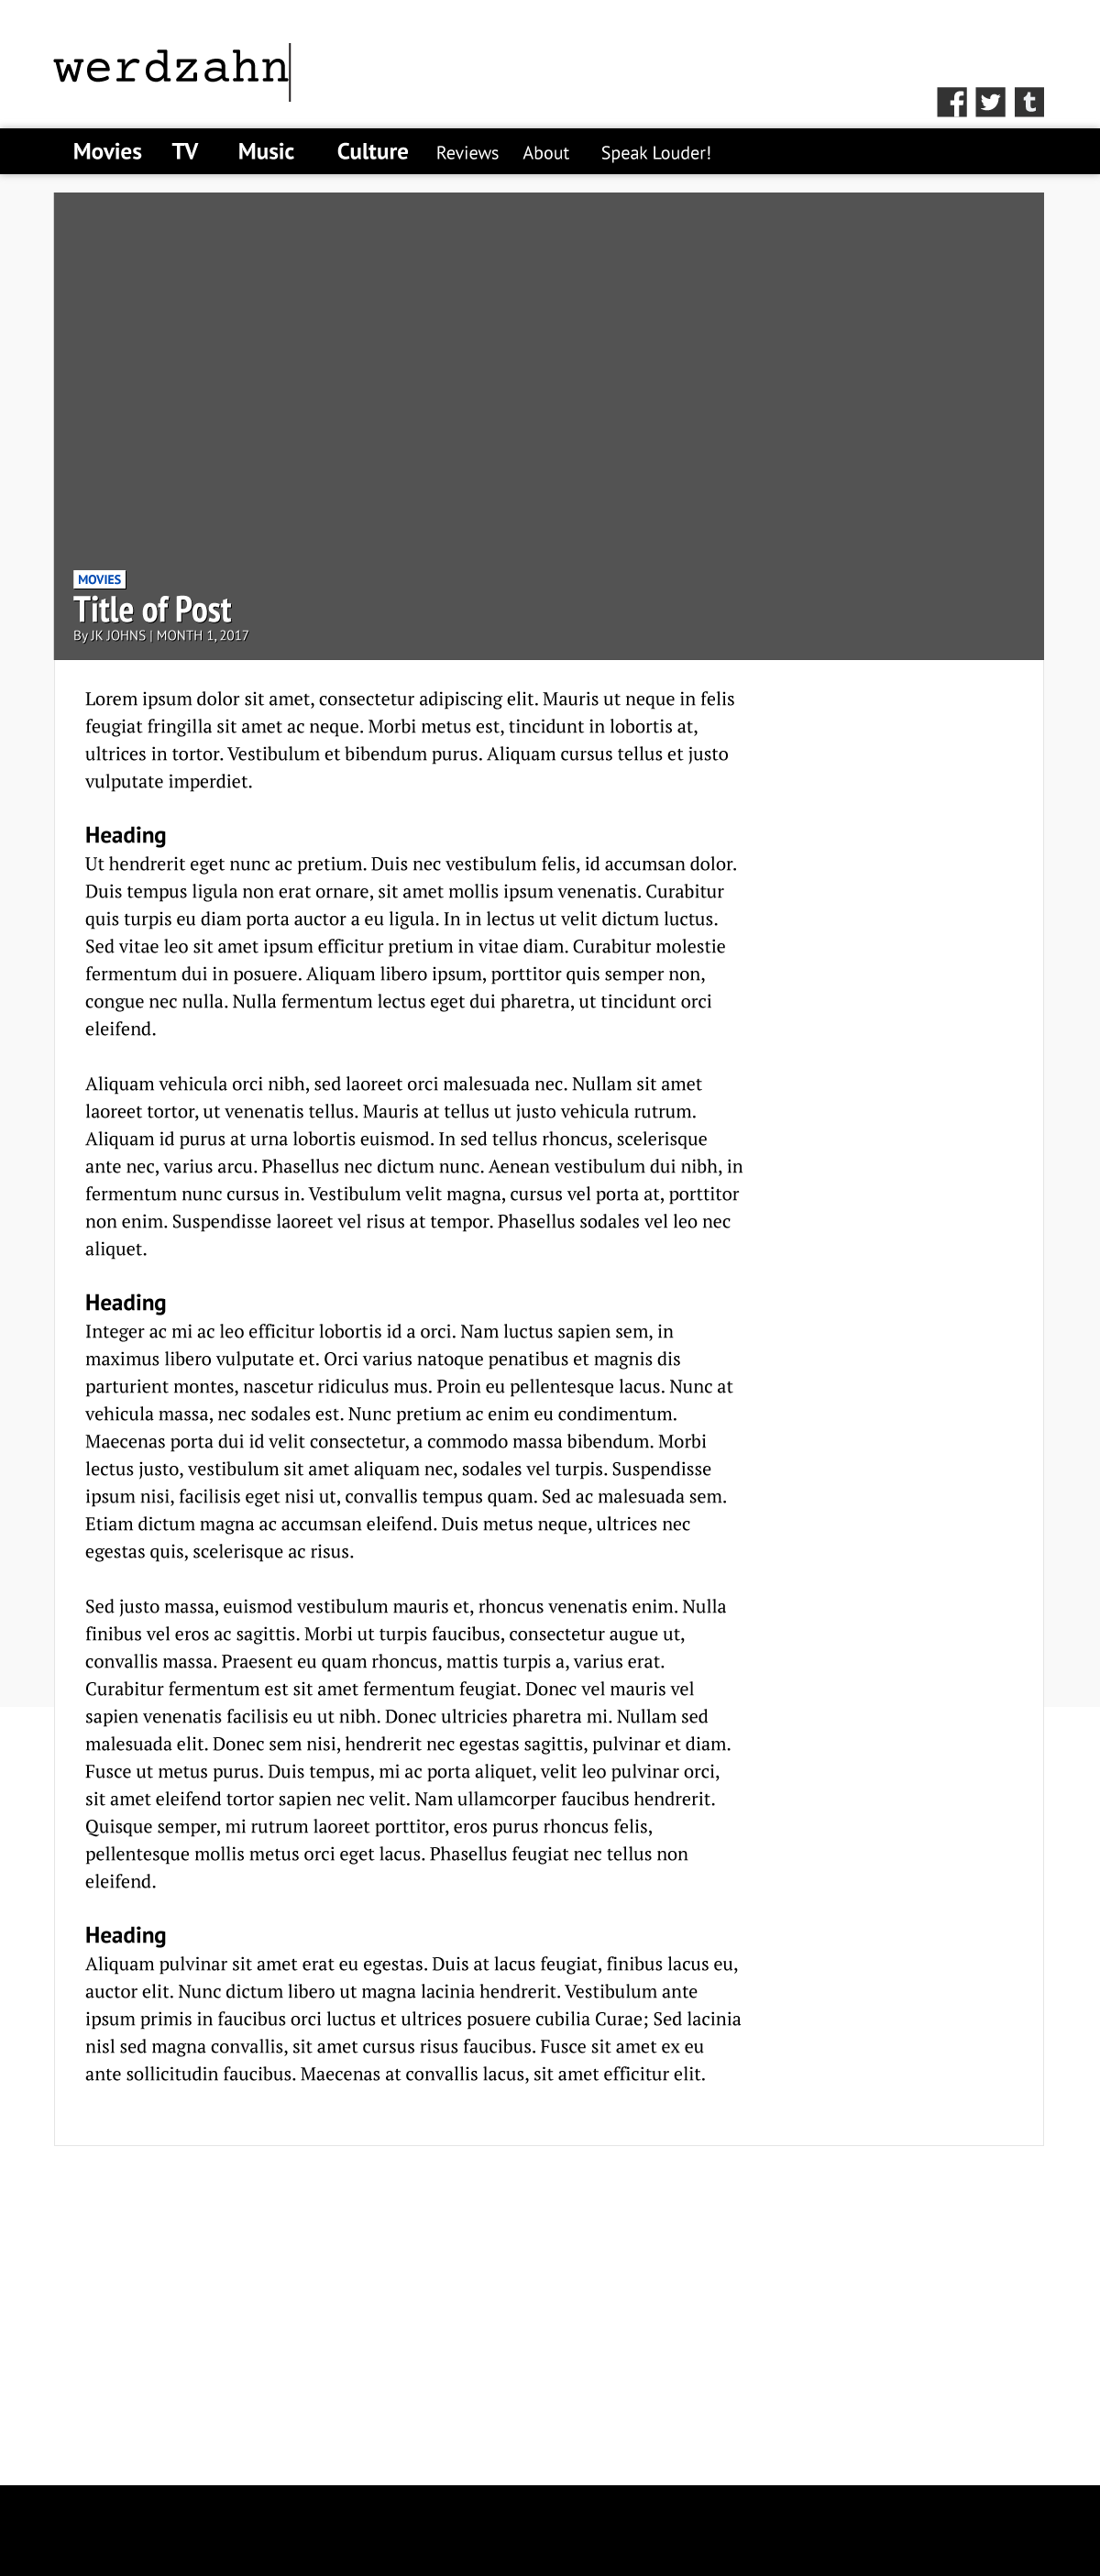 werdzahn
Movies TV Music Culture Reviews About Speak Louder!
MOVIES
Title of Post
By JK JOHNS | MONTH 1, 2017
Lorem ipsum dolor sit amet, consectetur adipiscing elit. Mauris ut neque in felis
feugiat fringilla sit amet ac neque. Morbi metus est, tincidunt in lobortis at,
ultrices in tortor. Vestibulum et bibendum purus. Aliquam cursus tellus et justo
vulputate imperdiet.
Heading
Ut hendrerit eget nunc ac pretium. Duis nec vestibulum felis, id accumsan dolor.
Duis tempus ligula non erat ornare, sit amet mollis ipsum venenatis. Curabitur
quis turpis eu diam porta auctor a eu ligula. In in lectus ut velit dictum luctus.
Sed vitae leo sit amet ipsum efficitur pretium in vitae diam. Curabitur molestie
fermentum dui in posuere. Aliquam libero ipsum, porttitor quis semper non,
congue nec nulla. Nulla fermentum lectus eget dui pharetra, ut tincidunt orci
eleifend.
Aliquam vehicula orci nibh, sed laoreet orci malesuada nec. Nullam sit amet
laoreet tortor, ut venenatis tellus. Mauris at tellus ut justo vehicula rutrum.
Aliquam id purus at urna lobortis euismod. In sed tellus rhoncus, scelerisque
ante nec, varius arcu. Phasellus nec dictum nunc. Aenean vestibulum dui nibh, in
fermentum nunc cursus in. Vestibulum velit magna, cursus vel porta at, porttitor
non enim. Suspendisse laoreet vel risus at tempor. Phasellus sodales vel leo nec
aliquet.
Heading
Integer ac mi ac leo efficitur lobortis id a orci. Nam luctus sapien sem, in
maximus libero vulputate et. Orci varius natoque penatibus et magnis dis
parturient montes, nascetur ridiculus mus. Proin eu pellentesque lacus. Nunc at
vehicula massa, nec sodales est. Nunc pretium ac enim eu condimentum.
Maecenas porta dui id velit consectetur, a commodo massa bibendum. Morbi
lectus justo, vestibulum sit amet aliquam nec, sodales vel turpis. Suspendisse
ipsum nisi, facilisis eget nisi ut, convallis tempus quam. Sed ac malesuada sem.
Etiam dictum magna ac accumsan eleifend. Duis metus neque, ultrices nec
egestas quis, scelerisque ac risus.
Sed justo massa, euismod vestibulum mauris et, rhoncus venenatis enim. Nulla
finibus vel eros ac sagittis. Morbi ut turpis faucibus, consectetur augue ut,
convallis massa. Praesent eu quam rhoncus, mattis turpis a, varius erat.
Curabitur fermentum est sit amet fermentum feugiat. Donec vel mauris vel
sapien venenatis facilisis eu ut nibh. Donec ultricies pharetra mi. Nullam sed
malesuada elit. Donec sem nisi, hendrerit nec egestas sagittis, pulvinar et diam.
Fusce ut metus purus. Duis tempus, mi ac porta aliquet, velit leo pulvinar orci,
sit amet eleifend tortor sapien nec velit. Nam ullamcorper faucibus hendrerit.
Quisque semper, mi rutrum laoreet porttitor, eros purus rhoncus felis,
pellentesque mollis metus orci eget lacus. Phasellus feugiat nec tellus non
eleifend.
Heading
Aliquam pulvinar sit amet erat eu egestas. Duis at lacus feugiat, finibus lacus eu,
auctor elit. Nunc dictum libero ut magna lacinia hendrerit. Vestibulum ante
ipsum primis in faucibus orci luctus et ultrices posuere cubilia Curae; Sed lacinia
nisl sed magna convallis, sit amet cursus risus faucibus. Fusce sit amet ex eu
ante sollicitudin faucibus. Maecenas at convallis lacus, sit amet efficitur elit.